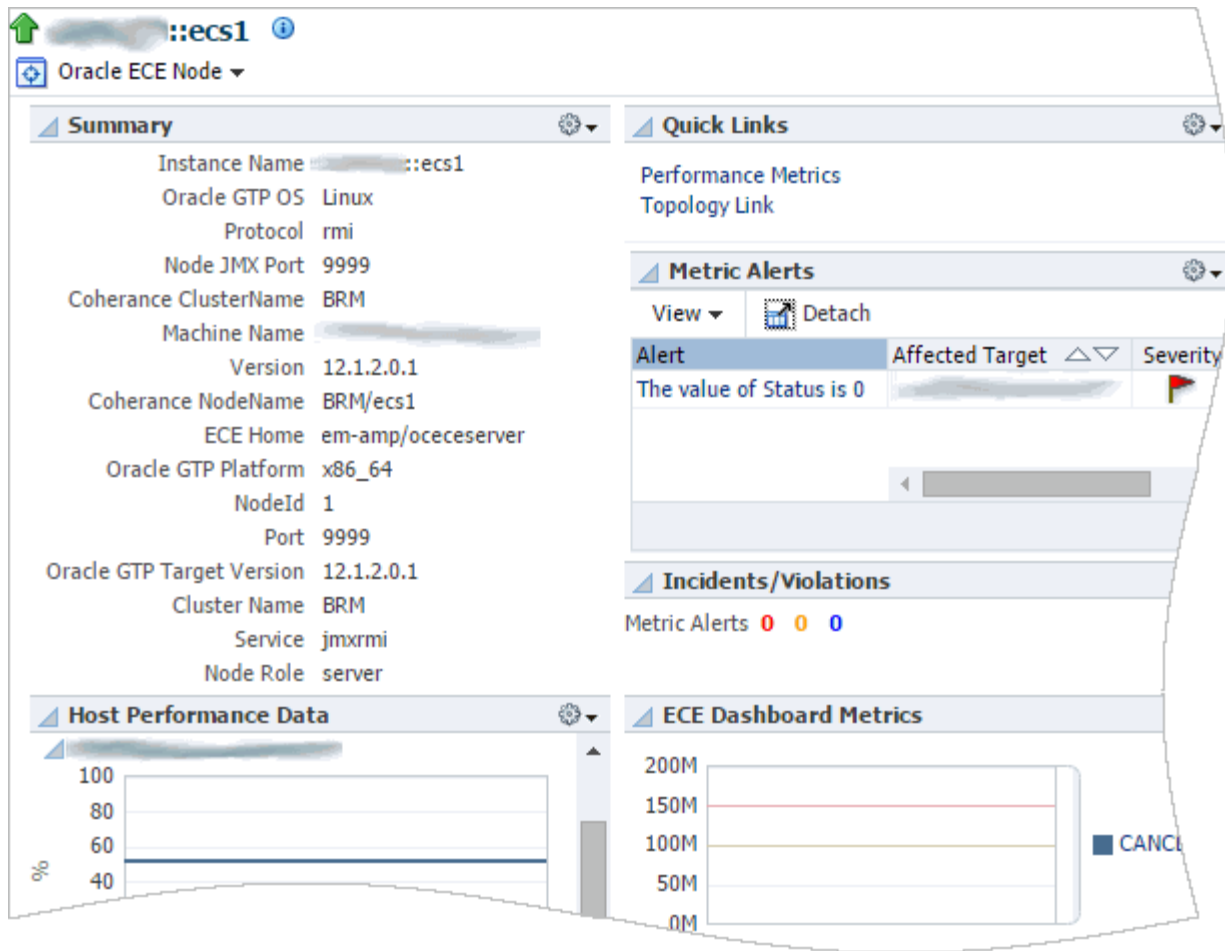 ::ecs1
Oracle ECE Node
Summary
Instance Name ::ecs1
Oracle GTP OS Linux
Protocol rmi
Node JMX Port 9999
Coherance ClusterName BRM
Machine Name
Version 12.1.2.0.1
Coherance NodeName BRM/ecs1
ECE Home em-amp/ocececeserver
Oracle GTP Platform x86_64
NodeId 1
Port 9999
Oracle GTP Target Version 12.1.2.0.1
Cluster Name BRM
Service jmxrmi
Node Role server
Quick Links
Performance Metrics
Topology Link
Metric Alerts
View Detach
Alert Affected Target Severity
The value of Status is 0
Incidents/Violations
Metric Alerts 0 0 0
Host Performance Data
100
80
60
40
%
ECE Dashboard Metrics
200M
150M
100M
50M
0M
CANCL